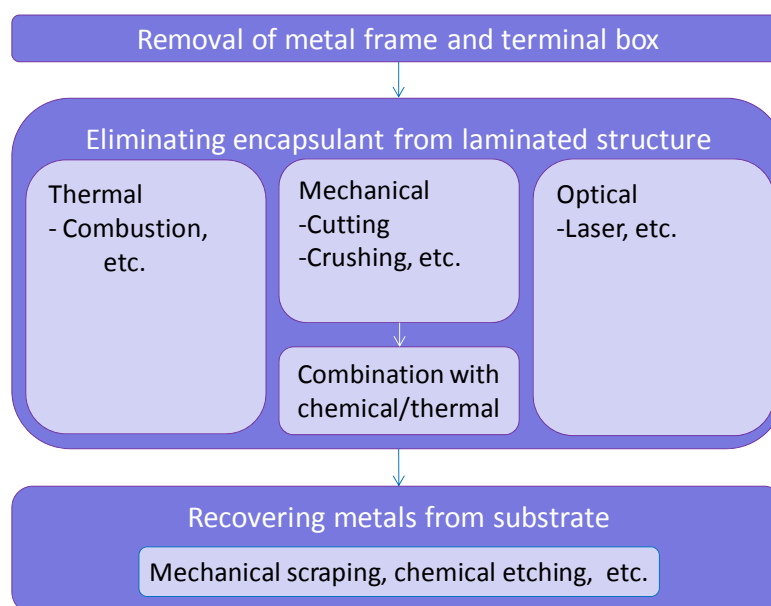 Removal of metal frame and terminal box
Eliminating encapsulant from laminated structure
Thermal
- Combustion,
etc.
Mechanical
-Cutting
-Crushing, etc.
Combination with
chemical/thermal
Optical
-Laser, etc.
Recovering metals from substrate
Mechanical scraping, chemical etching, etc.